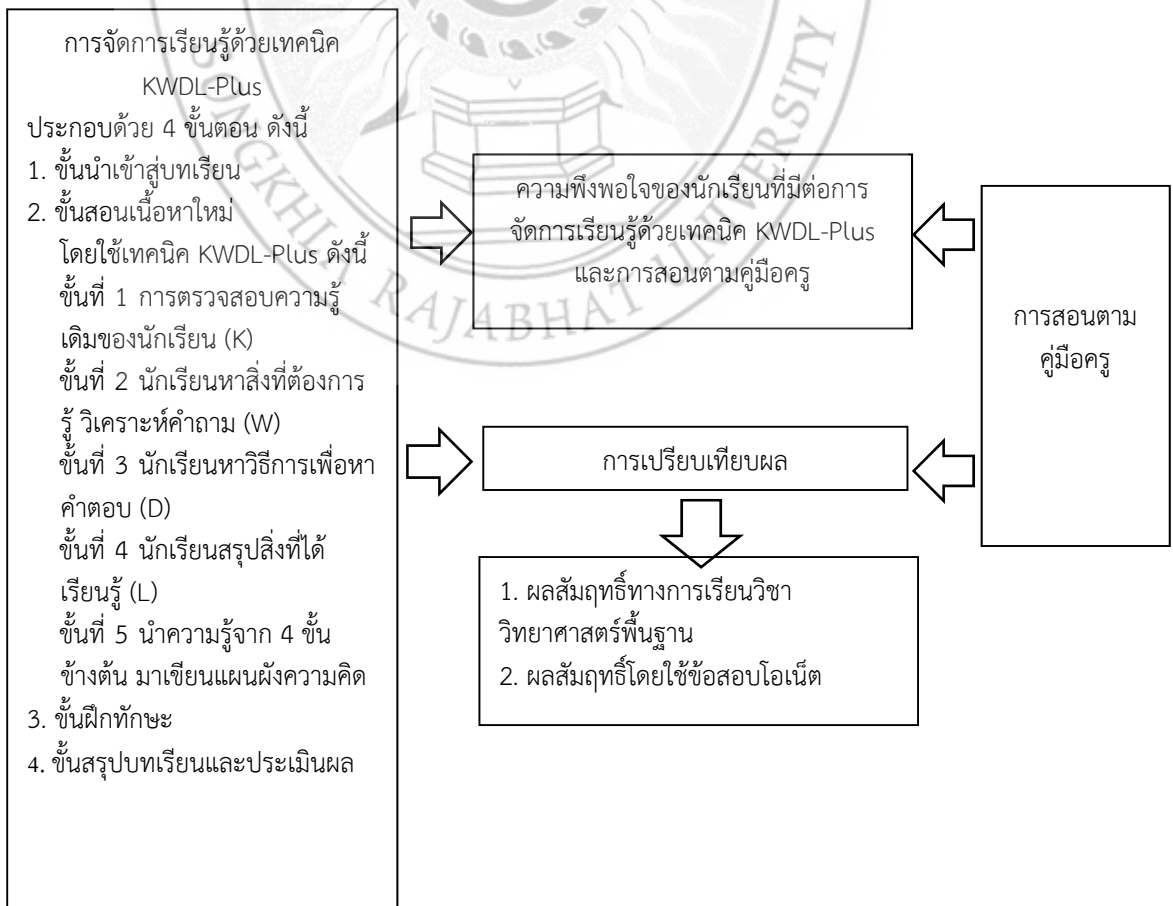 การจัดการเรียนรู้ด้วยเทคนิค
KWDL-Plus
ประกอบด้วย 4 ขั้นตอน ดังนี้
1. ขั้นนำเข้าสู่บทเรียน
2. ขั้นสอนเนื้อหาใหม่
โดยใช้เทคนิค KWDL-Plus ดังนี้
ขั้นที่ 1 การตรวจสอบความรู้
เดิมของนักเรียน (K)
ขั้นที่ 2 นักเรียนหาสิ่งที่ต้องการ
รู้ วิเคราะห์คำถาม (W)
ขั้นที่ 3 นักเรียนหาวิธีการเพื่อหา
คำตอบ (D)
ขั้นที่ 4 นักเรียนสรุปสิ่งที่ได้
เรียนรู้ (L)
ขั้นที่ 5 นำความรู้จาก 4 ขั้น
ข้างต้น มาเขียนแผนผังความคิด
3. ขั้นฝึกทักษะ
4. ขั้นสรุปบทเรียนและประเมินผล
ความพึงพอใจของนักเรียนที่มีต่อการ
จัดการเรียนรู้ด้วยเทคนิค KWDL-Plus
และการสอนตามคู่มือครู
การเปรียบเทียบผล
1. ผลสัมฤทธิ์ทางการเรียนวิชา
วิทยาศาสตร์พื้นฐาน
2. ผลสัมฤทธิ์โดยใช้ข้อสอบโอเน็ต
การสอนตาม
คู่มือครู
SONGKHLA RAJABHAT UNIVERSITY